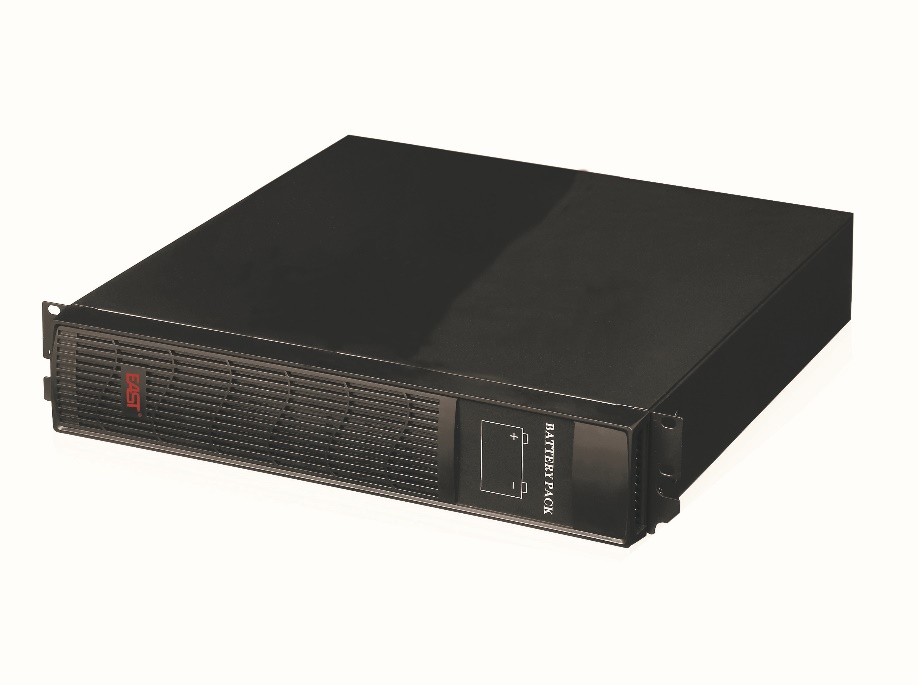 EAST
+
-
BATTERY PACK